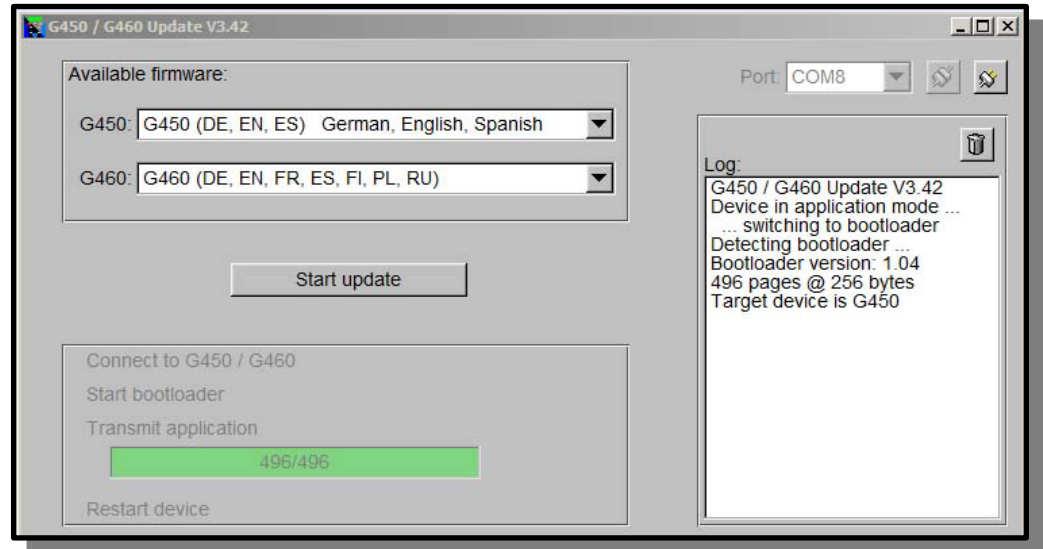 G450 / G460 Update V3.42
Available firmware:
G450: G450 (DE, EN, ES) German, English, Spanish
G460: G460 (DE, EN, FR, ES, FI, PL, RU)
Start update
Connect to G450 / G460
Start bootloader
Transmit application
496/496
Restart device
Port: COM8
Log:
G450 / G460 Update V3.42
Device in application mode ...
... switching to bootloader
Detecting bootloader ...
Bootloader version: 1.04
496 pages @ 256 bytes
Target device is G450